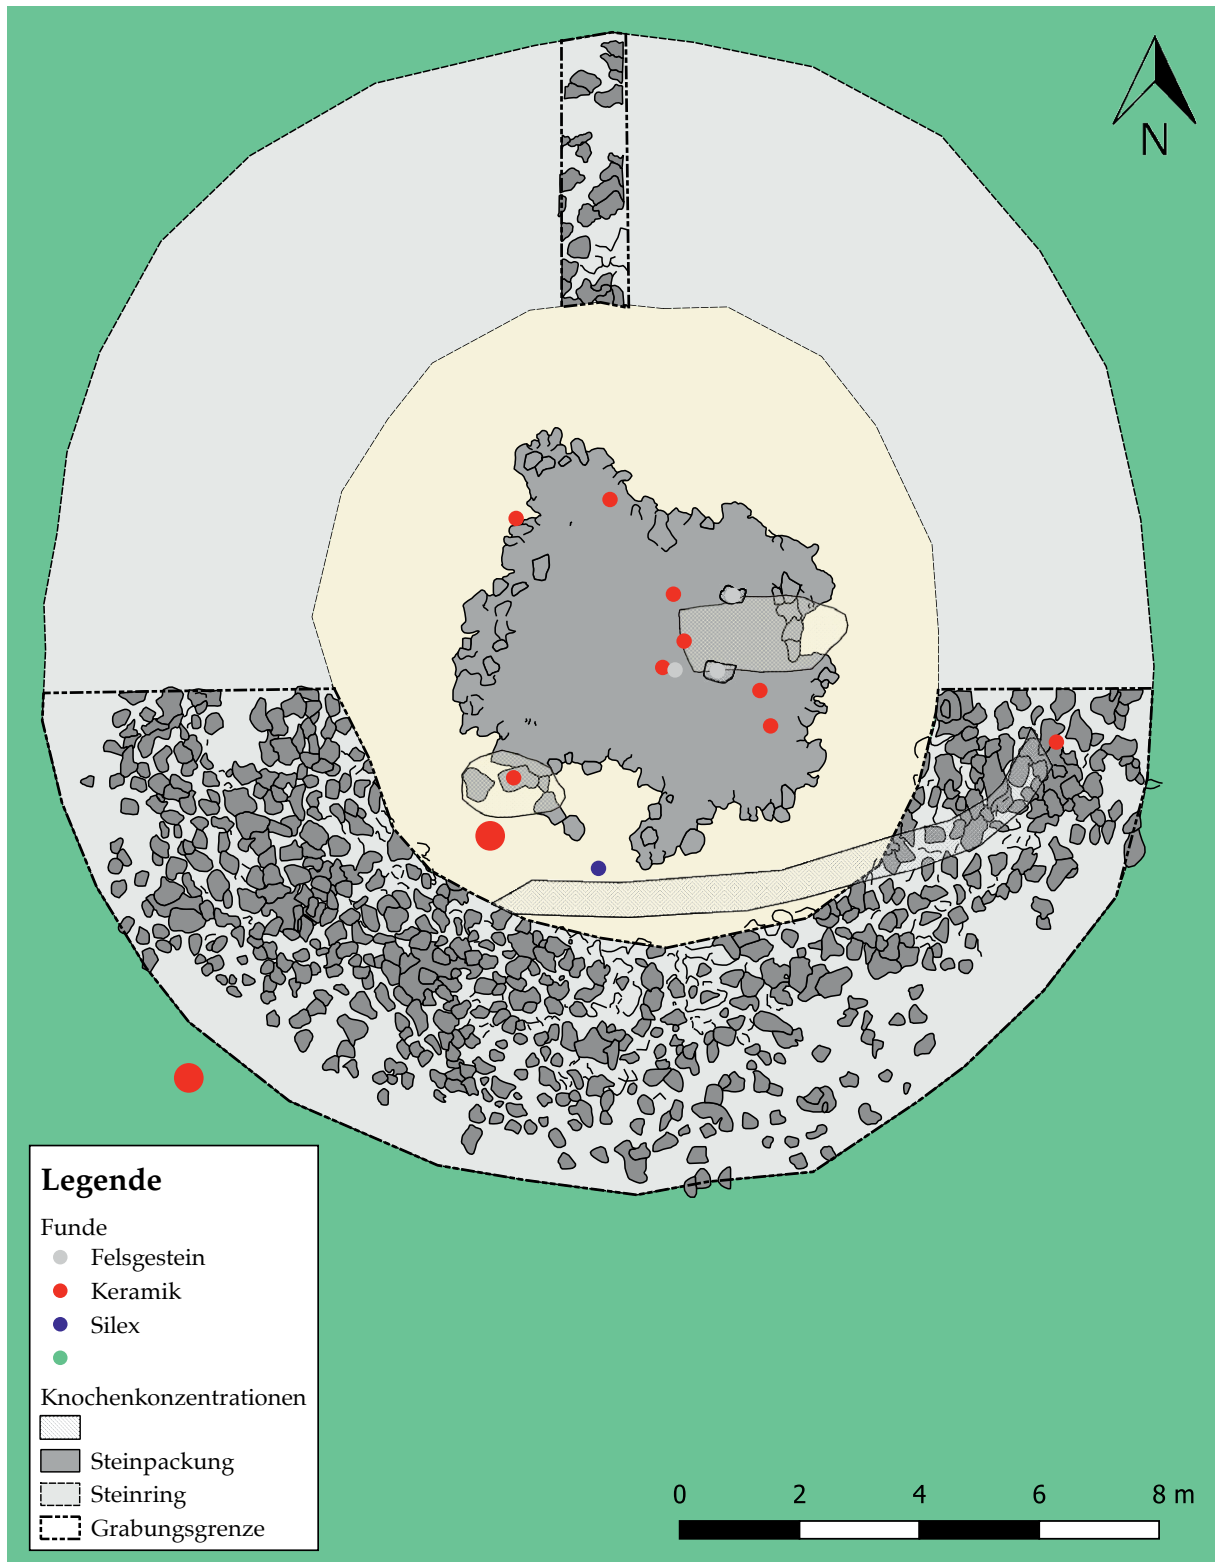 N
Legende
Funde
Felsgestein
Keramik
Silex
Knochenkonzentrationen
Steinpackung
Steinring
Grabungsgrenze
0 2 4 6 8 m